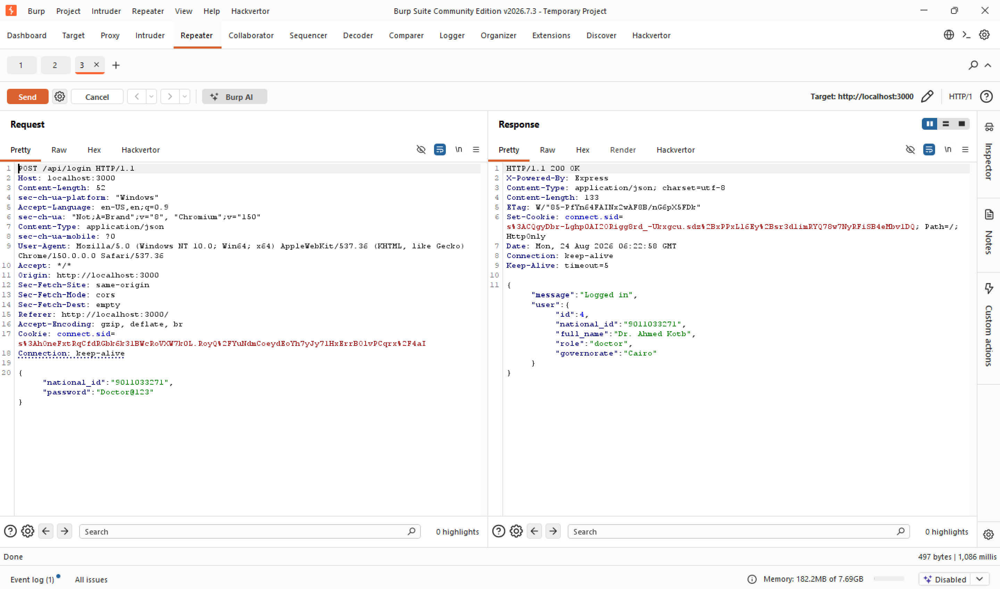 Burp Project Intruder Repeater View Help Hackvertor Burp Suite Community Edition v2026.7.3 - Temporary Project
Dashboard Target Proxy Intruder Repeater Collaborator Sequencer Decoder Comparer Logger Organizer Extensions Discover Hackvertor
1 2 3 × +
Send Cancel < > Burp AI Target: http://localhost:3000 HTTP/1 ?
Request
Pretty Raw Hex Hackvertor \n
1 POST /api/login HTTP/1.1
2 Host: localhost:3000
3 Content-Length: 52
4 sec-ch-ua-platform: "Windows"
5 Accept-Language: en-US,en;q=0.9
6 sec-ch-ua: "Not;A=Brand";v="8", "Chromium";v="150"
7 Content-Type: application/json
8 sec-ch-ua-mobile: ?0
9 User-Agent: Mozilla/5.0 (Windows NT 10.0; Win64; x64) AppleWebKit/537.36 (KHTML, like Gecko)
Chrome/150.0.0.0 Safari/537.36
10 Accept: */*
11 Origin: http://localhost:3000
12 Sec-Fetch-Site: same-origin
13 Sec-Fetch-Mode: cors
14 Sec-Fetch-Dest: empty
15 Referer: http://localhost:3000/
16 Accept-Encoding: gzip, deflate, br
17 Cookie: connect.sid=
18 Connection: keep-alive
19
20 {
"national_id":"9011033271",
"password":"Doctor@123"
}
Search 0 highlights
Response
Pretty Raw Hex Render Hackvertor \n
1 HTTP/1.1 200 OK
2 X-Powered-By: Express
3 Content-Type: application/json; charset=utf-8
4 Content-Length: 133
5 ETag: W/"85-PfYn64FAINx2wAF8B/nG6pX5FDk"
6 Set-Cookie: connect.sid=
; Path=/;
HttpOnly
7 Date: Mon, 24 Aug 2026 06:22:58 GMT
8 Connection: keep-alive
9 Keep-Alive: timeout=5
10
11 {
"message":"Logged in",
"user":{
"id":4,
"national_id":"9011033271",
"full_name":"Dr. Ahmed Kotb",
"role":"doctor",
"governorate":"Cairo"
}
}
Search 0 highlights
Inspector
Notes
Custom actions
Done 497 bytes | 1,086 millis
Event log (1) All issues Memory: 182.2MB of 7.69GB Disabled